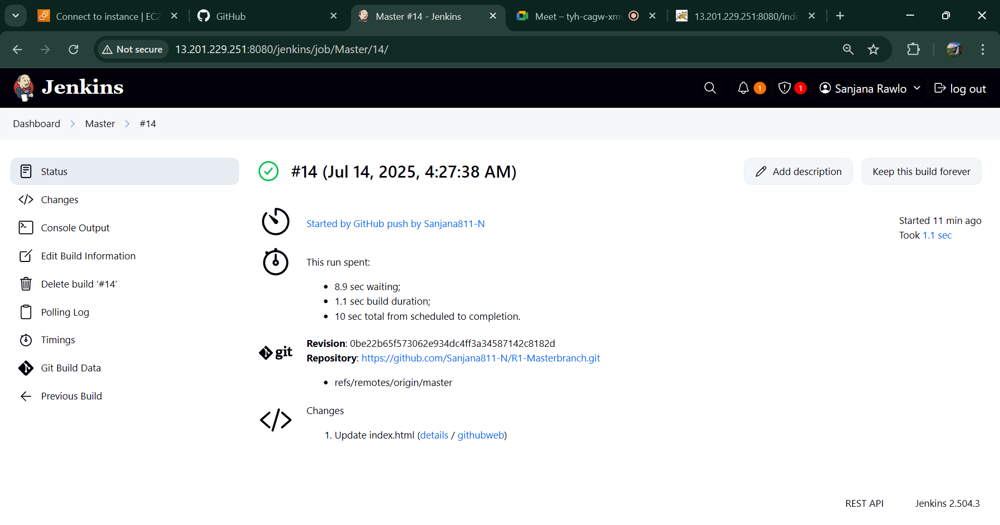 Connect to instance | EC2
GitHub
Master #14 - Jenkins
Meet – tyh-cagw-xmv
13.201.229.251:8080/inde
Not secure
13.201.229.251:8080/jenkins/job/Master/14/
Jenkins
1
1
Sanjana Rawlo
log out
Dashboard
Master
#14
Status
Changes
Console Output
Edit Build Information
Delete build ‘#14’
Polling Log
Timings
Git Build Data
Previous Build
#14 (Jul 14, 2025, 4:27:38 AM)
Add description
Keep this build forever
Started by GitHub push by Sanjana811-N
Started 11 min ago
Took 1.1 sec
This run spent:
8.9 sec waiting;
1.1 sec build duration;
10 sec total from scheduled to completion.
git
Revision: 0be22b65f573062e934dc4ff3a34587142c8182d
Repository: https://github.com/Sanjana811-N/R1-Masterbranch.git
refs/remotes/origin/master
Changes
1. Update index.html (details / githubweb)
REST API
Jenkins 2.504.3